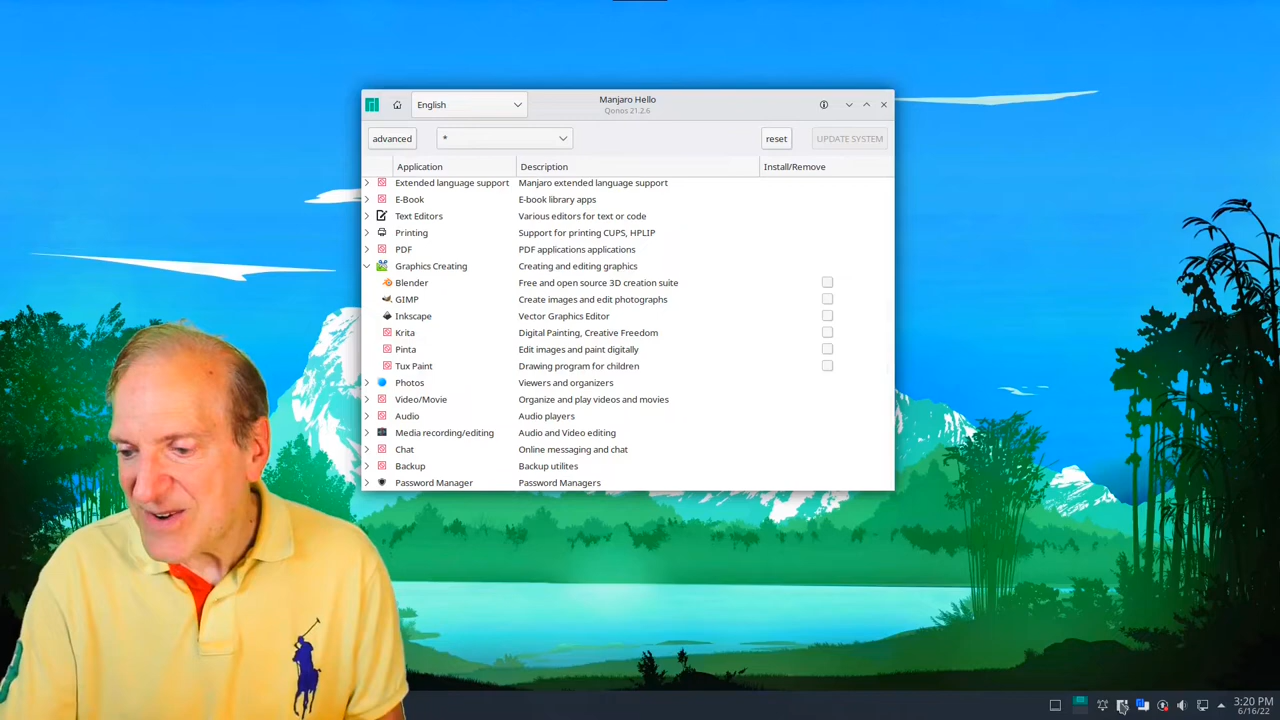 English
Manjaro Hello
Qonos 21.2.6
advanced
*
reset
UPDATE SYSTEM
Application Description Install/Remove
Extended language support Manjaro extended language support
E-Book E-book library apps
Text Editors Various editors for text or code
Printing Support for printing CUPS, HPLIP
PDF PDF applications applications
Graphics Creating Creating and editing graphics
Blender Free and open source 3D creation suite
GIMP Create images and edit photographs
Inkscape Vector Graphics Editor
Krita Digital Painting, Creative Freedom
Pinta Edit images and paint digitally
Tux Paint Drawing program for children
Photos Viewers and organizers
Video/Movie Organize and play videos and movies
Audio Audio players
Media recording/editing Audio and Video editing
Chat Online messaging and chat
Backup Backup utilites
Password Manager Password Managers
3:20 PM
6/16/22